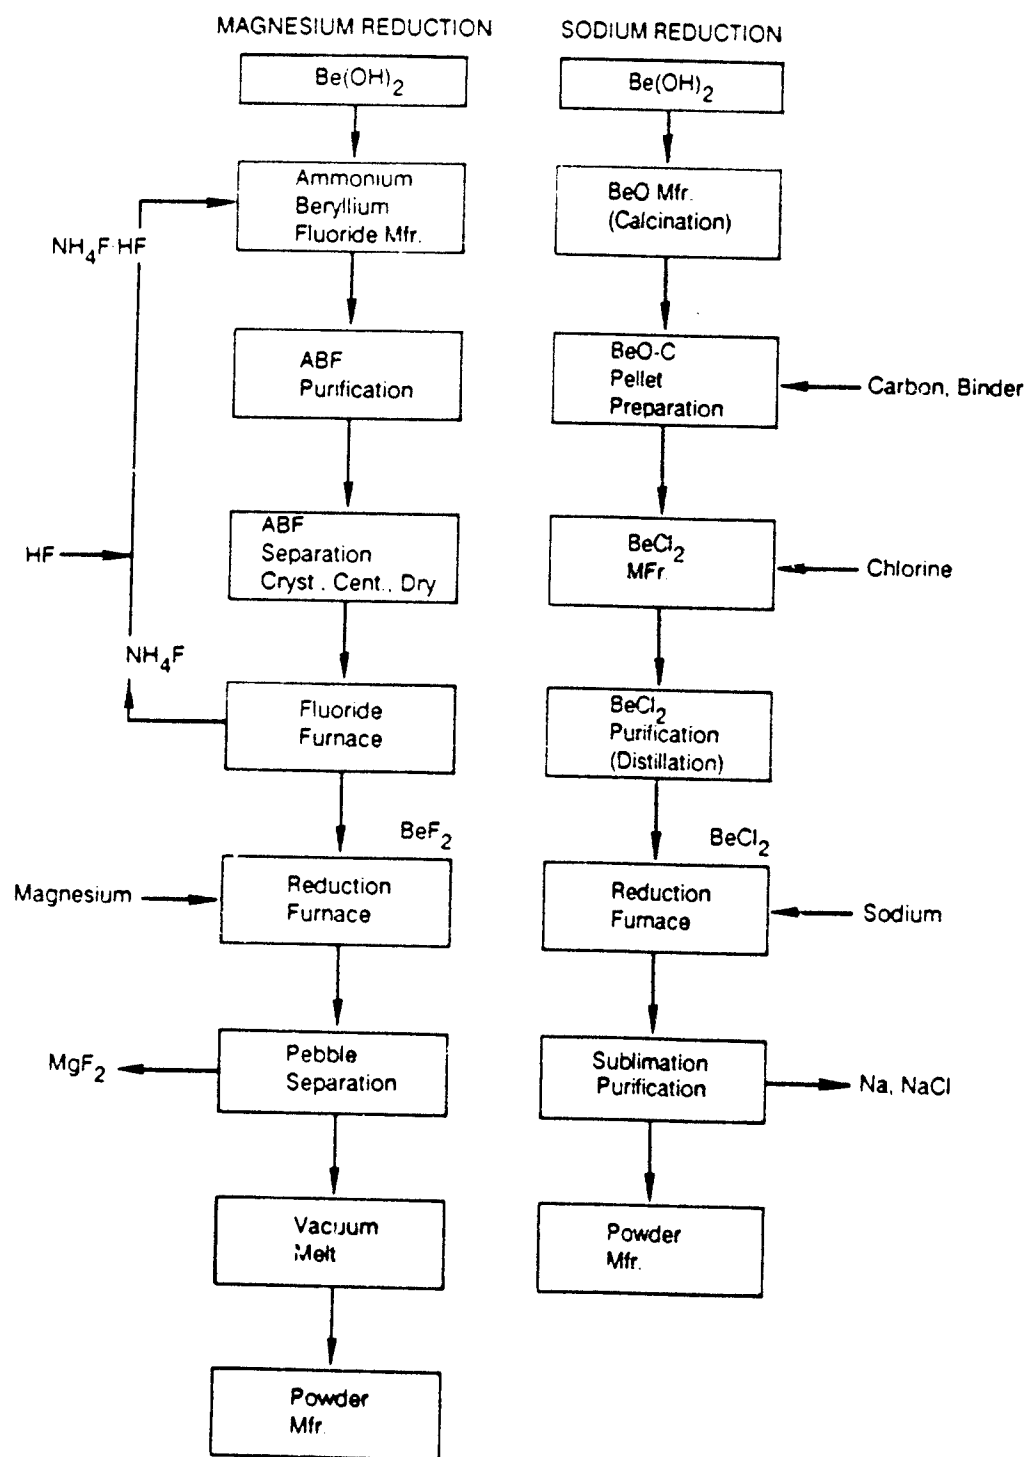 MAGNESIUM REDUCTION
Be(OH)2
Ammonium
Beryllium
Fluoride Mfr.
NH4F·HF
ABF
Purification
ABF
Separation
Cryst., Cent., Dry
HF
NH4F
Fluoride
Furnace
BeF2
Magnesium
Reduction
Furnace
MgF2
Pebble
Separation
Vacuum
Melt
Powder
Mfr.
SODIUM REDUCTION
Be(OH)2
BeO Mfr.
(Calcination)
BeO-C
Pellet
Preparation
Carbon, Binder
BeCl2
MFr.
Chlorine
BeCl2
Purification
(Distillation)
BeCl2
Reduction
Furnace
Sodium
Sublimation
Purification
Na, NaCl
Powder
Mfr.